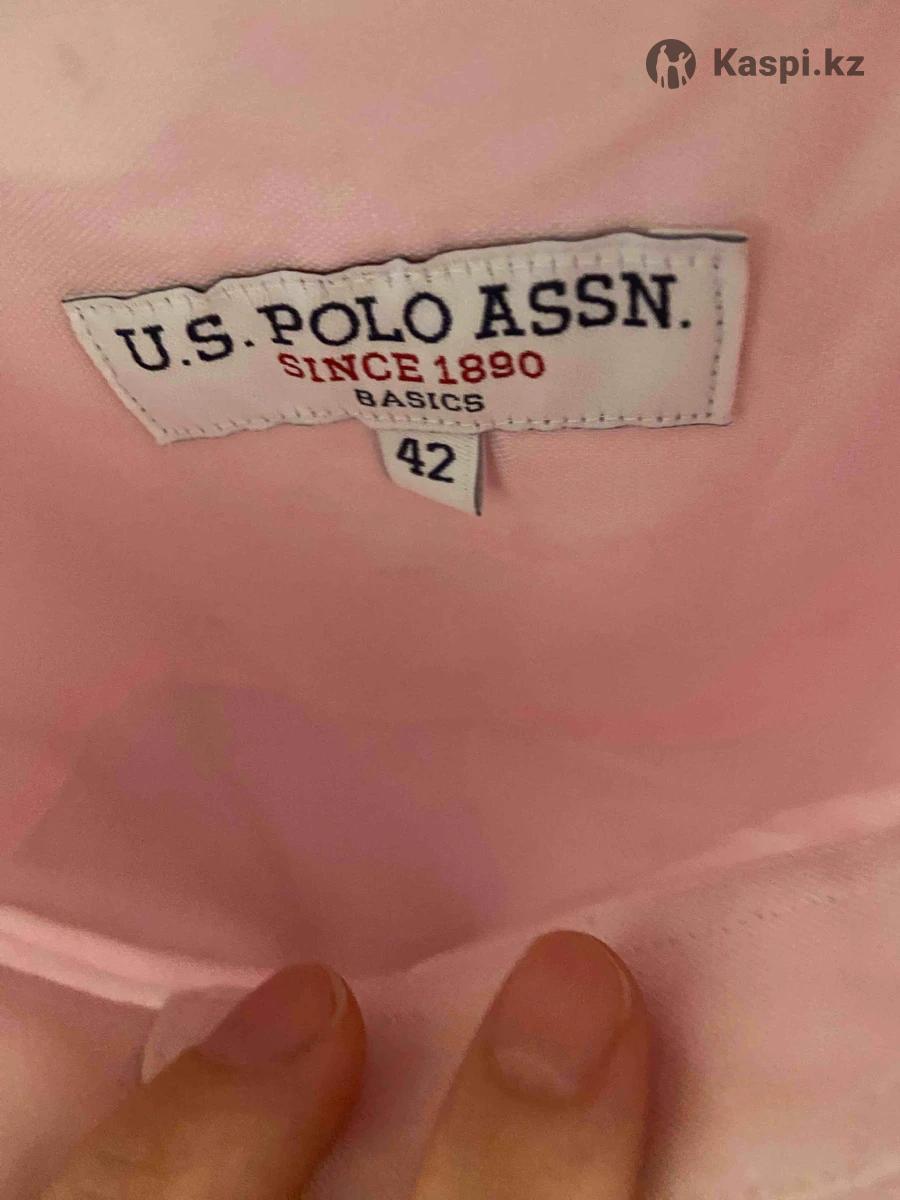 Kaspi.kz
U.S. POLO ASSN.
SINCE 1890
BASICS
42